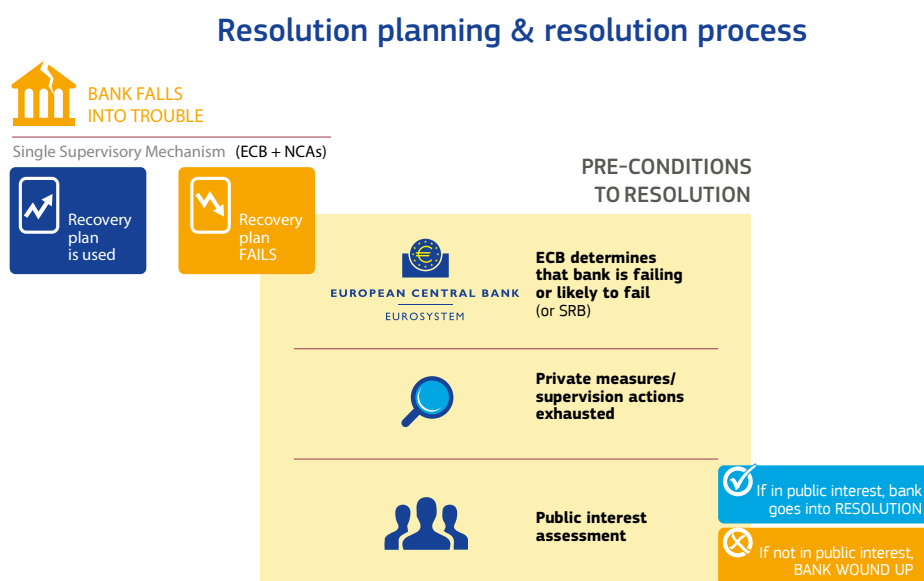 Resolution planning & resolution process
BANK FALLS
INTO TROUBLE
Single Supervisory Mechanism (ECB + NCAs)
Recovery
plan
is used
Recovery
plan
FAILS
PRE-CONDITIONS
TO RESOLUTION
EUROPEAN CENTRAL BANK
EUROSYSTEM
ECB determines
that bank is failing
or likely to fail
(or SRB)
Private measures/
supervision actions
exhausted
Public interest
assessment
If in public interest, bank
goes into RESOLUTION
If not in public interest,
BANK WOUND UP